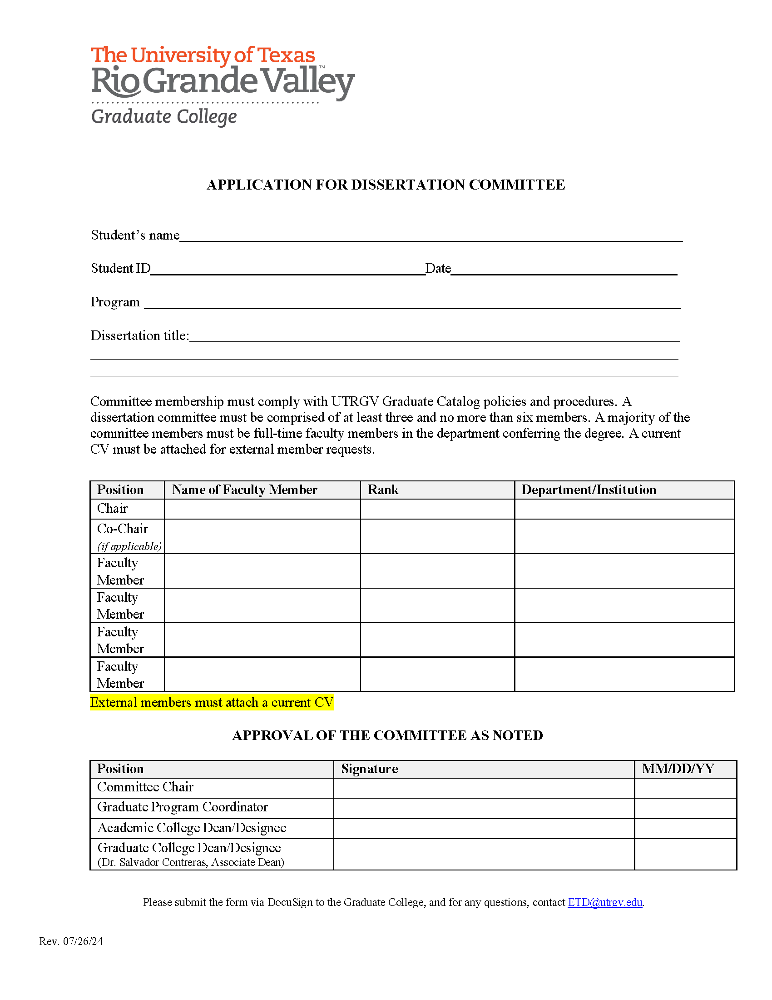 The University of Texas
Rio Grande Valley™
Graduate College
APPLICATION FOR DISSERTATION COMMITTEE
Student’s name
Student ID Date
Program
Dissertation title:
Committee membership must comply with UTRGV Graduate Catalog policies and procedures. A
dissertation committee must be comprised of at least three and no more than six members. A majority of the
committee members must be full-time faculty members in the department conferring the degree. A current
CV must be attached for external member requests.
Position Name of Faculty Member Rank Department/Institution
Chair
Co-Chair
(if applicable)
Faculty
Member
Faculty
Member
Faculty
Member
Faculty
Member
External members must attach a current CV
APPROVAL OF THE COMMITTEE AS NOTED
Position Signature MM/DD/YY
Committee Chair
Graduate Program Coordinator
Academic College Dean/Designee
Graduate College Dean/Designee
(Dr. Salvador Contreras, Associate Dean)
Please submit the form via DocuSign to the Graduate College, and for any questions, contact ETD@utrgv.edu.
Rev. 07/26/24